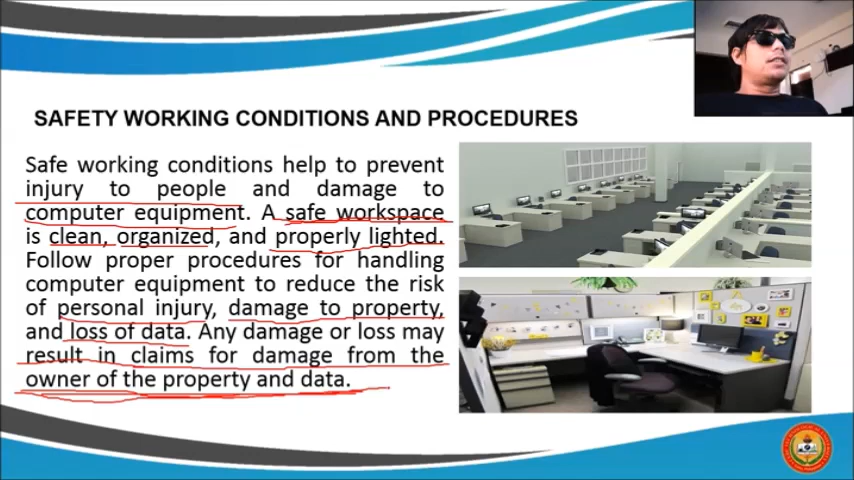 SAFETY WORKING CONDITIONS AND PROCEDURES
Safe working conditions help to prevent
injury to people and damage to
computer equipment. A safe workspace
is clean, organized, and properly lighted.
Follow proper procedures for handling
computer equipment to reduce the risk
of personal injury, damage to property,
and loss of data. Any damage or loss may
result in claims for damage from the
owner of the property and data.